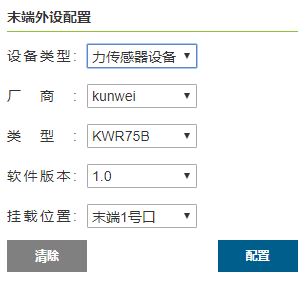 末端外设配置
设备类型: 力传感器设备
厂商: kunwei
类型: KWR75B
软件版本: 1.0
挂载位置: 末端1号口
清除 配置